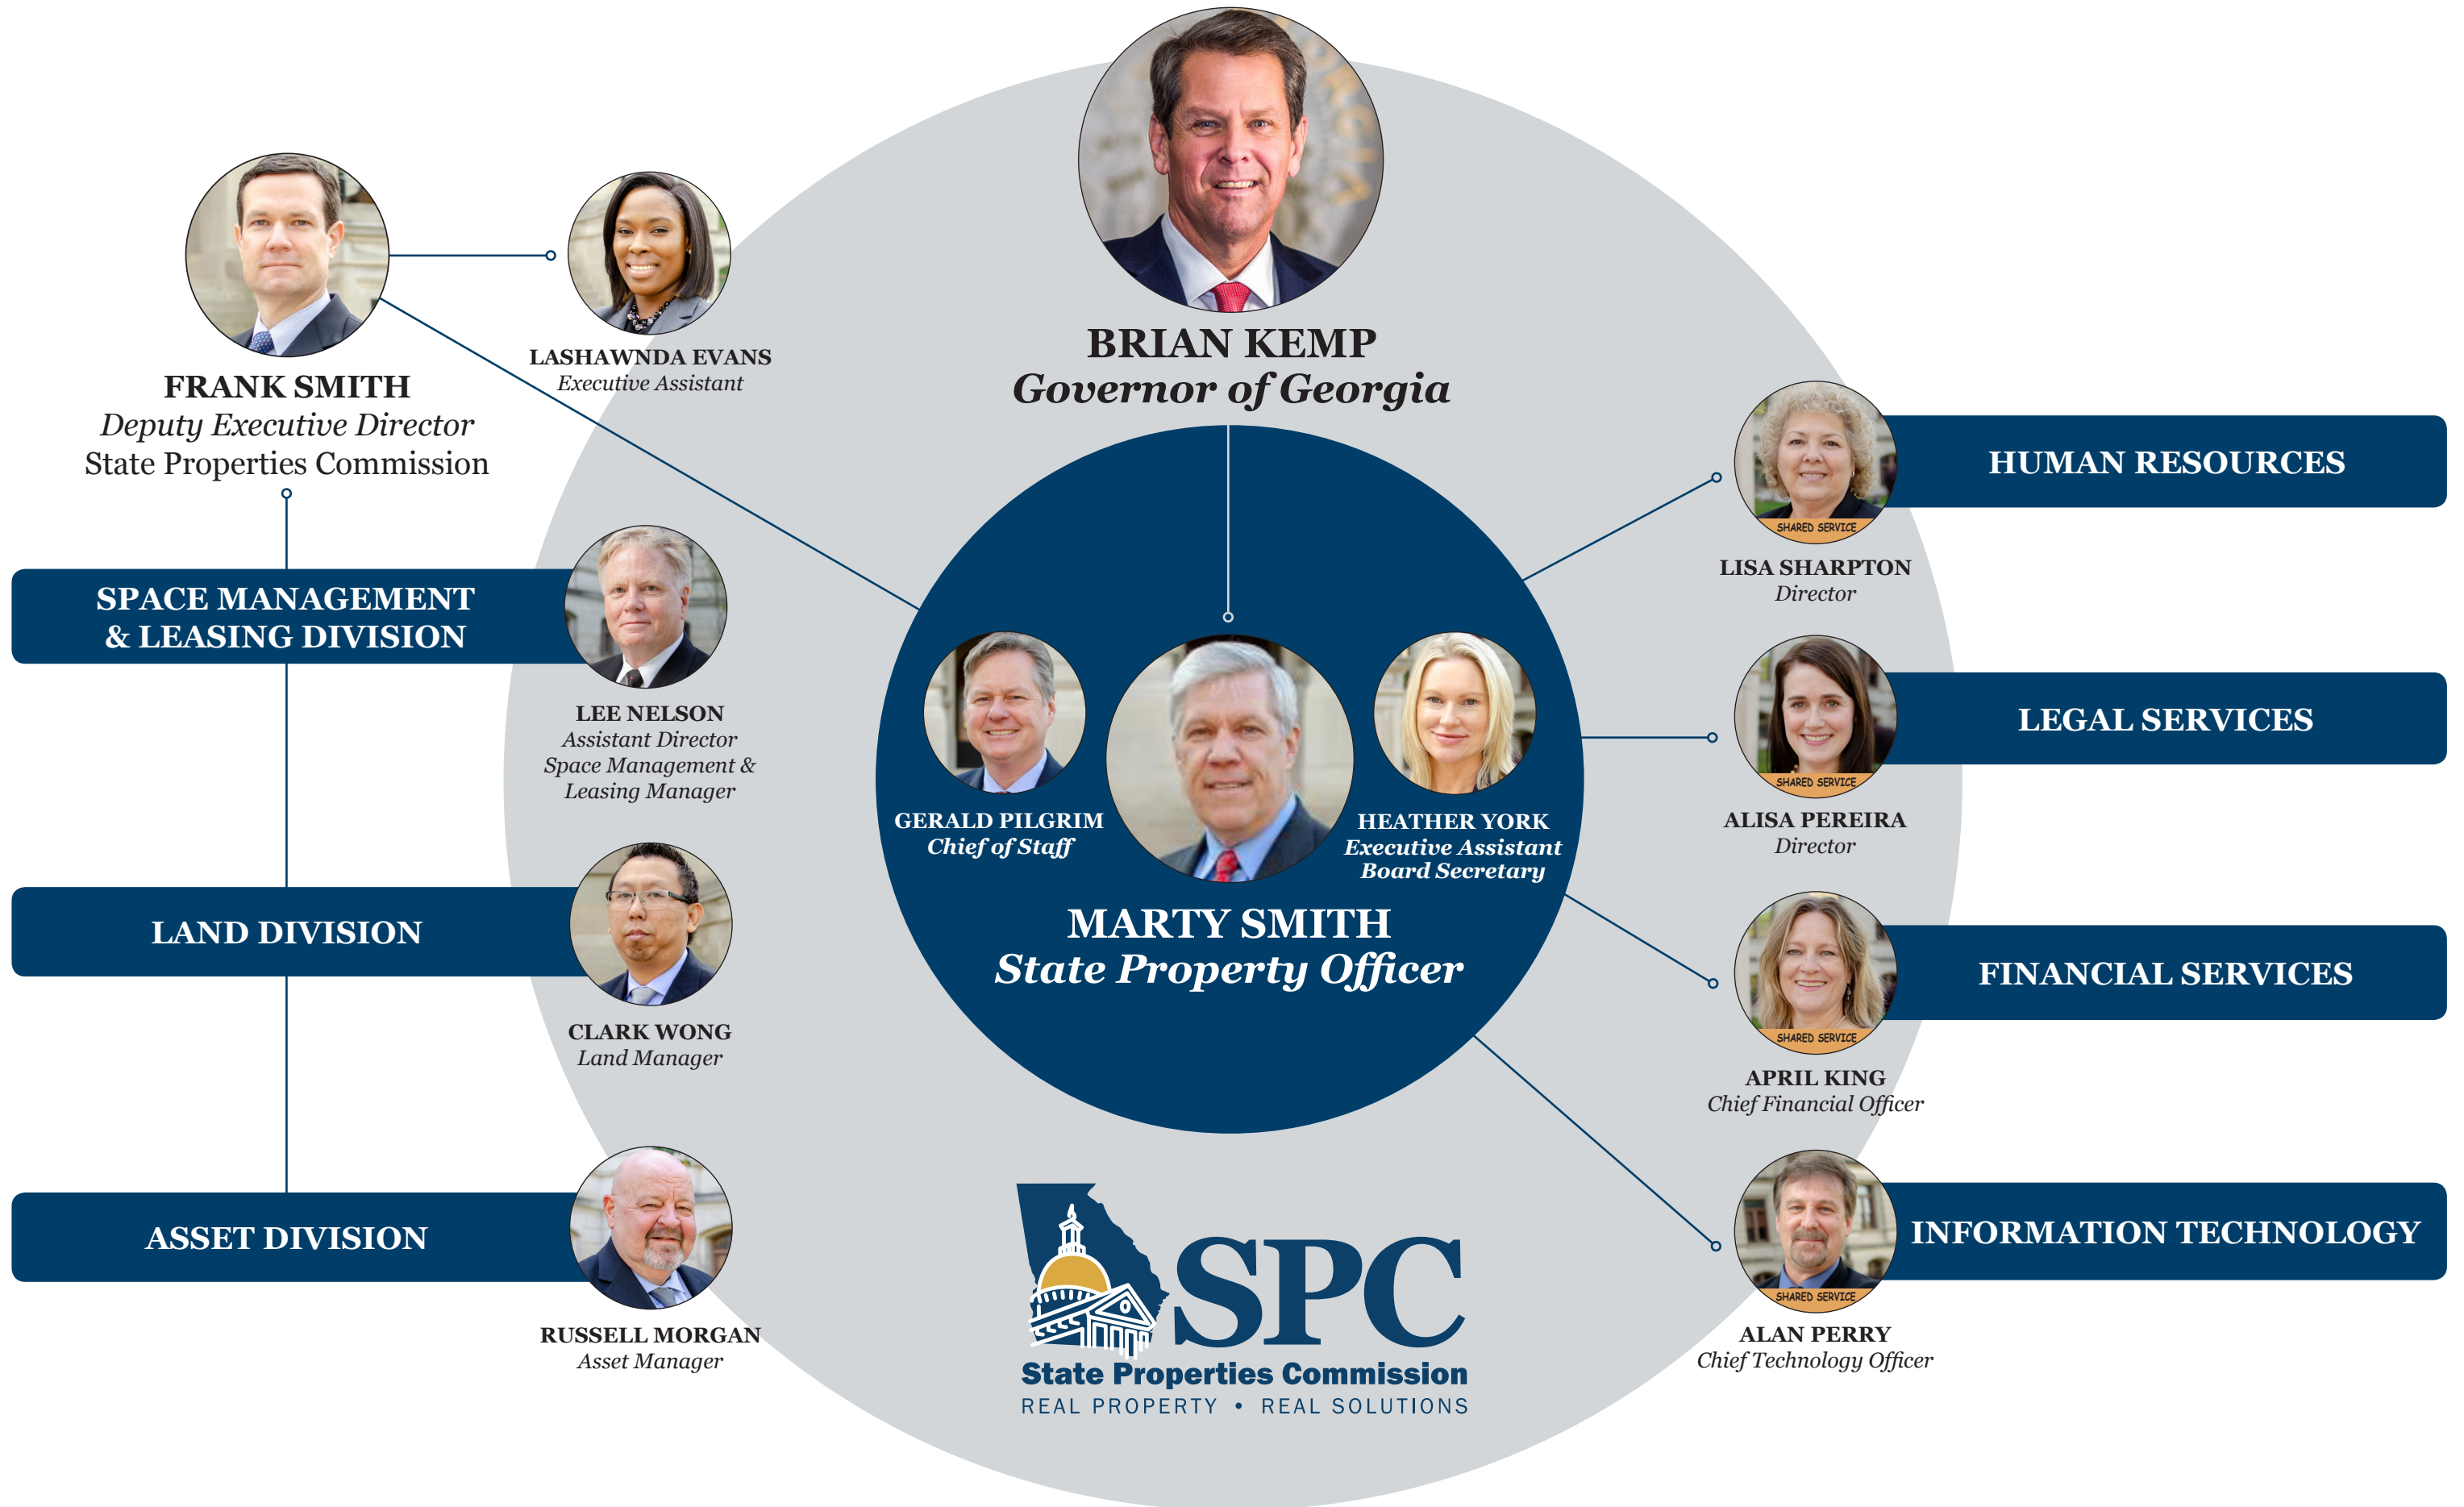 BRIAN KEMP
Governor of Georgia
FRANK SMITH
Deputy Executive Director
State Properties Commission
LASHAWNDA EVANS
Executive Assistant
SPACE MANAGEMENT
& LEASING DIVISION
LEE NELSON
Assistant Director
Space Management &
Leasing Manager
LAND DIVISION
CLARK WONG
Land Manager
ASSET DIVISION
RUSSELL MORGAN
Asset Manager
GERALD PILGRIM
Chief of Staff
HEATHER YORK
Executive Assistant
Board Secretary
MARTY SMITH
State Property Officer
HUMAN RESOURCES
SHARED SERVICE
LISA SHARPTON
Director
LEGAL SERVICES
SHARED SERVICE
ALISA PEREIRA
Director
FINANCIAL SERVICES
SHARED SERVICE
APRIL KING
Chief Financial Officer
INFORMATION TECHNOLOGY
SHARED SERVICE
ALAN PERRY
Chief Technology Officer
SPC
State Properties Commission
REAL PROPERTY • REAL SOLUTIONS